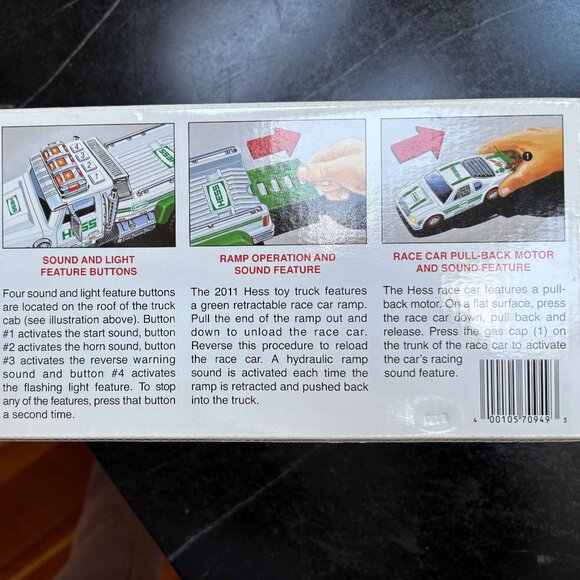 HESS
HESS
HESS
1
SOUND AND LIGHT
FEATURE BUTTONS
Four sound and light feature buttons
are located on the roof of the truck
cab (see illustration above). Button
#1 activates the start sound, button
#2 activates the horn sound, button
#3 activates the reverse warning
sound and button #4 activates
the flashing light feature. To stop
any of the features, press that button
a second time.
RAMP OPERATION AND
SOUND FEATURE
The 2011 Hess toy truck features
a green retractable race car ramp.
Pull the end of the ramp out and
down to unload the race car.
Reverse this procedure to reload
the race car. A hydraulic ramp
sound is activated each time the
ramp is retracted and pushed back
into the truck.
RACE CAR PULL-BACK MOTOR
AND SOUND FEATURE
The Hess race car features a pull-
back motor. On a flat surface, press
the race car down, pull back and
release. Press the gas cap (1) on
the trunk of the race car to activate
the car's racing
sound feature.
4 00105 70949 3